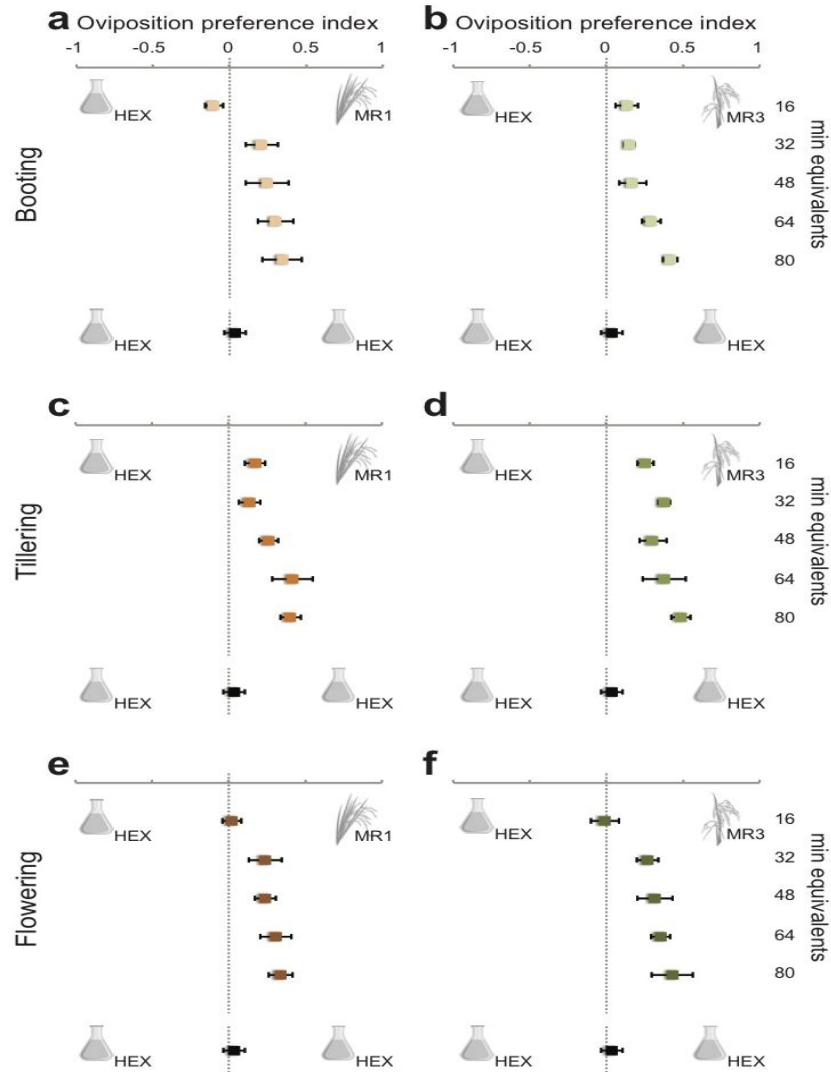 a Oviposition preference index
b Oviposition preference index
-1 -0.5 0 0.5 1
-1 -0.5 0 0.5 1
HEX MR1
HEX MR3
16
32
48
64
80
min equivalents
Booting
HEX HEX
HEX HEX
c
d
HEX MR1
HEX MR3
16
32
48
64
80
min equivalents
Tillering
HEX HEX
HEX HEX
e
f
HEX MR1
HEX MR3
16
32
48
64
80
min equivalents
Flowering
HEX HEX
HEX HEX